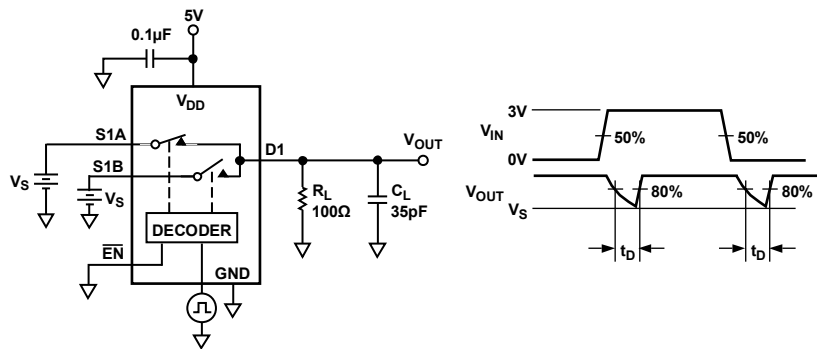 5V
0.1µF
VDD
S1A
D1
VOUT
S1B
VS
VS
RL
100Ω
CL
35pF
DECODER
EN
GND
3V
VIN
50%
50%
0V
VOUT
80%
80%
VS
tD
tD